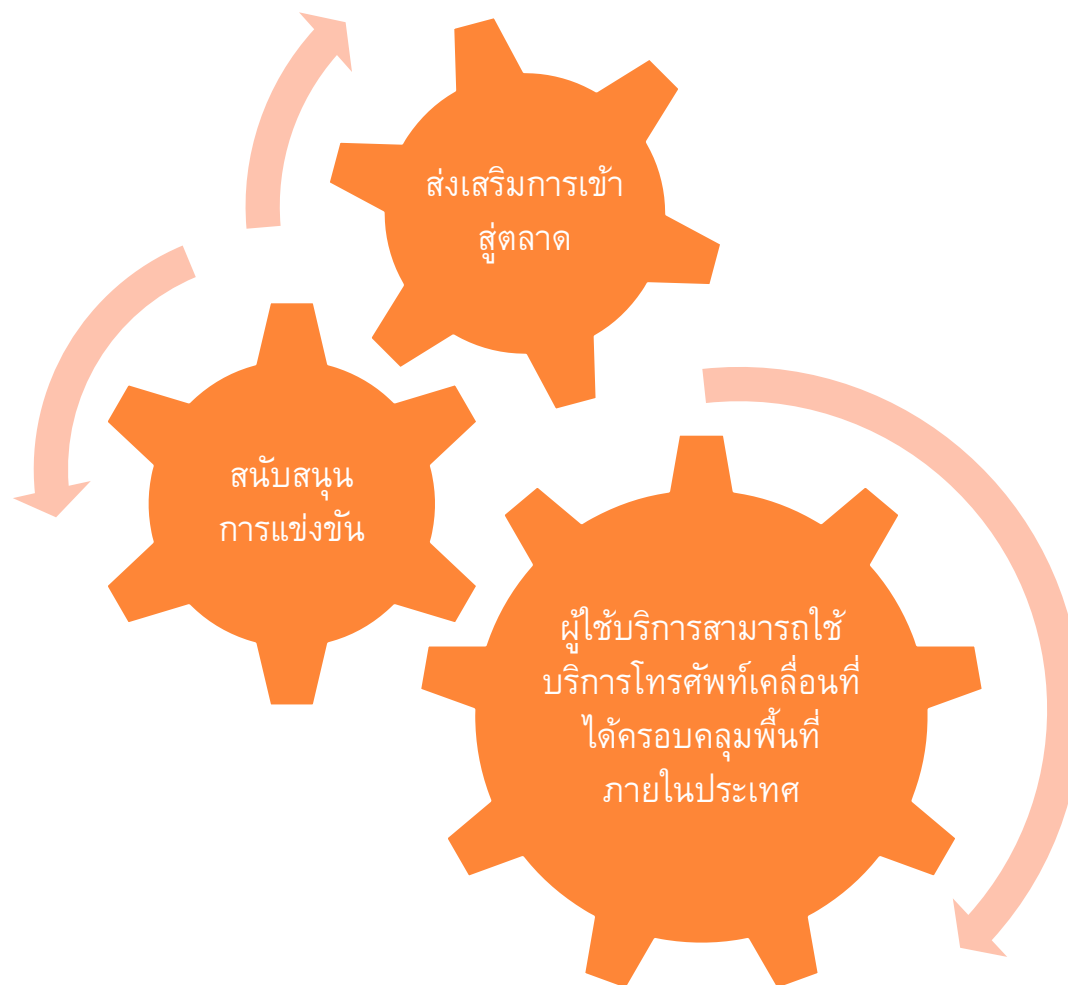 ส่งเสริมการเข้า
สู่ตลาด
สนับสนุน
การแข่งขัน
ผู้ใช้บริการสามารถใช้
บริการโทรศัพท์เคลื่อนที่
ได้ครอบคลุมพื้นที่
ภายในประเทศ